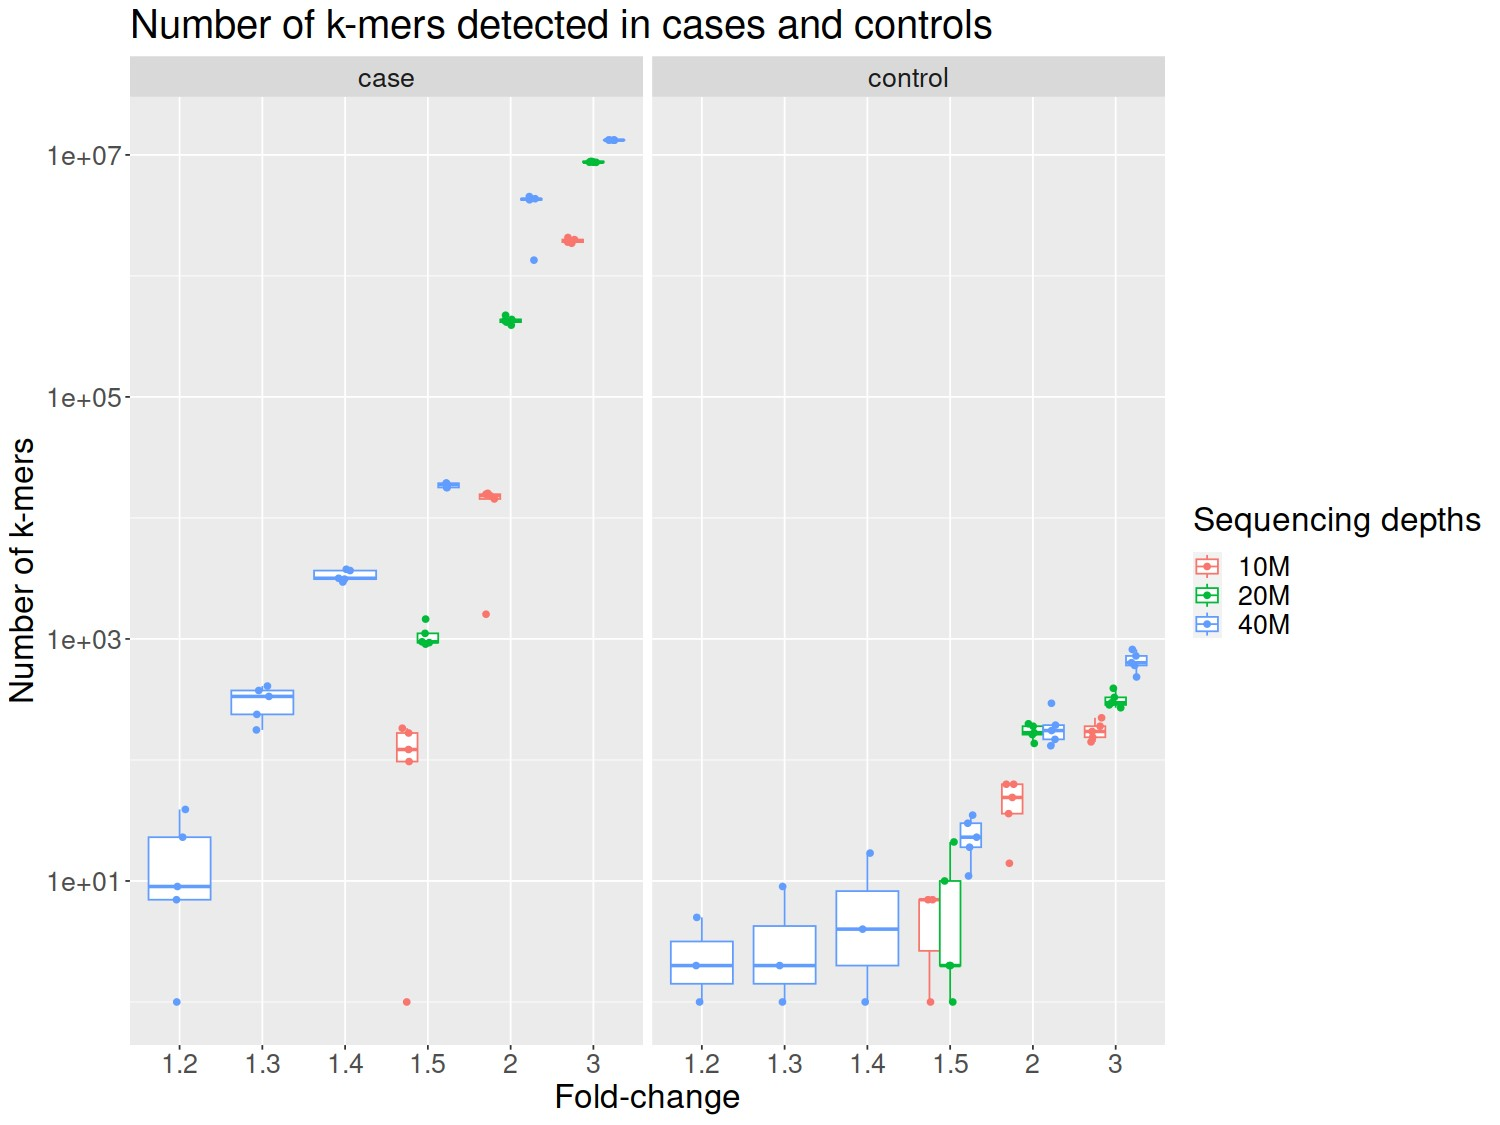 Number of k-mers detected in cases and controls
case
control
1e+07
1e+05
1e+03
1e+01
Number of k-mers
1.2 1.3 1.4 1.5 2 3
1.2 1.3 1.4 1.5 2 3
Fold-change
Sequencing depths
10M
20M
40M